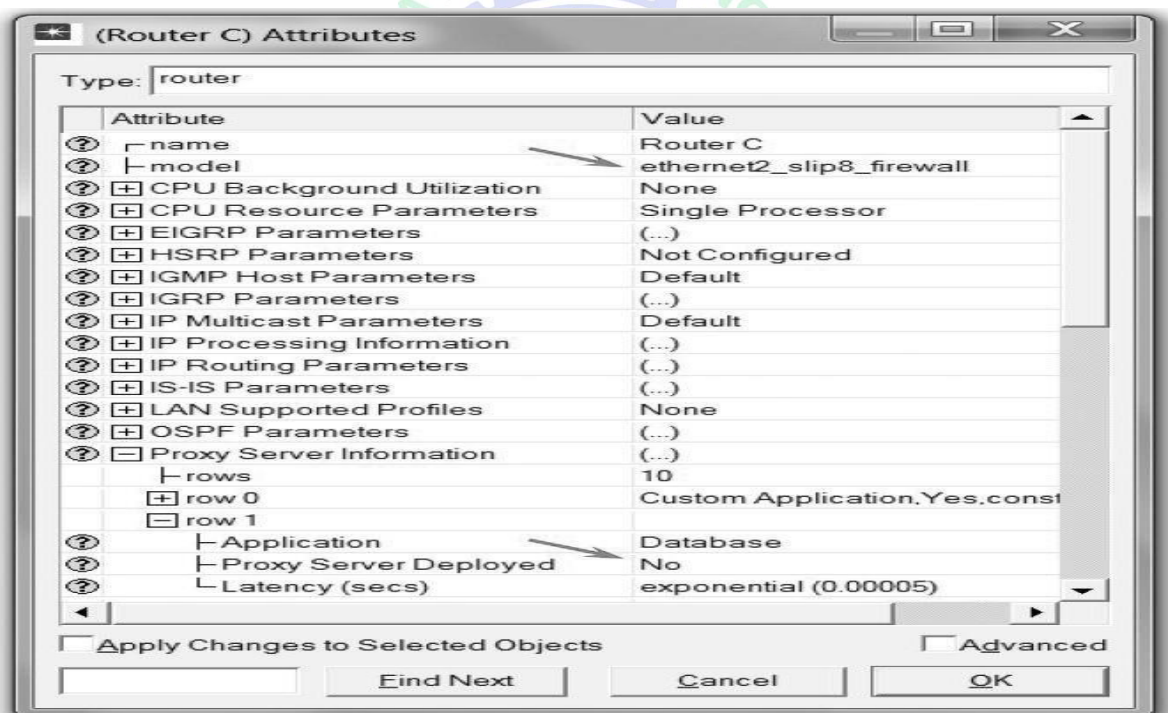 (Router C) Attributes
Type: router
Attribute Value
name Router C
model ethernet2_slip8_firewall
CPU Background Utilization None
CPU Resource Parameters Single Processor
EIGRP Parameters (...)
HSRP Parameters Not Configured
IGMP Host Parameters Default
IGRP Parameters (...)
IP Multicast Parameters Default
IP Processing Information (...)
IP Routing Parameters (...)
IS-IS Parameters (...)
LAN Supported Profiles None
OSPF Parameters (...)
Proxy Server Information (...)
rows 10
row 0 Custom Application,Yes,const
row 1
Application Database
Proxy Server Deployed No
Latency (secs) exponential (0.00005)
Apply Changes to Selected Objects Advanced
Find Next Cancel OK